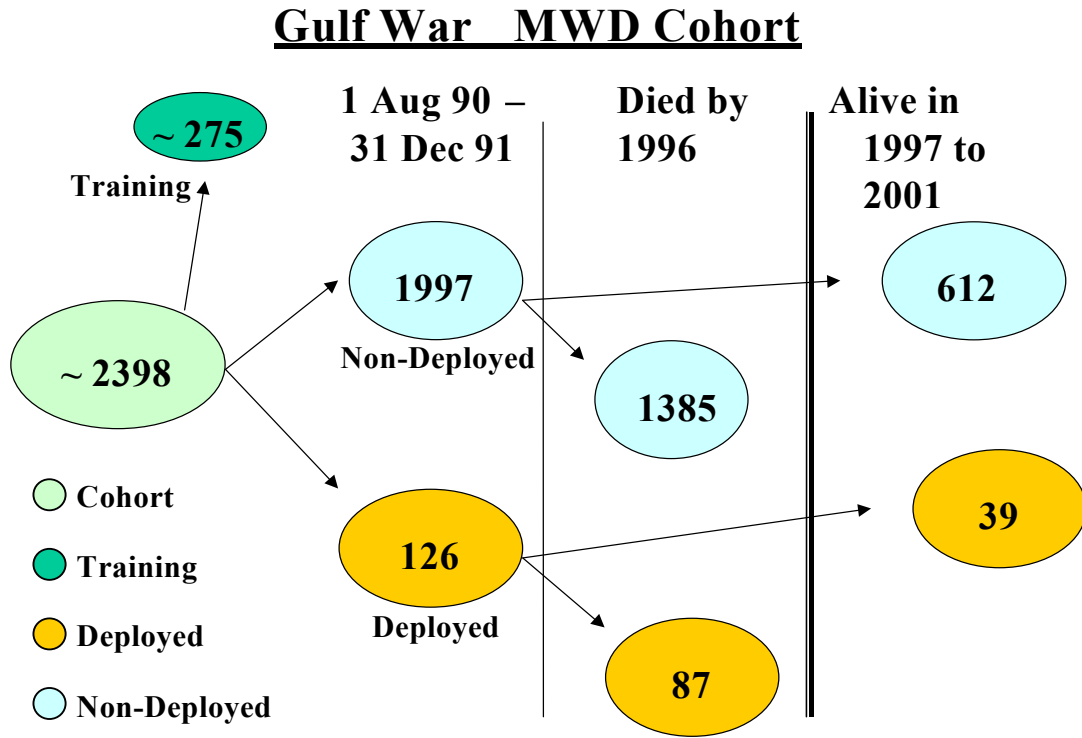 Gulf War MWD Cohort
1 Aug 90 –
31 Dec 91
Died by
1996
Alive in
1997 to
2001
~ 275
Training
1997
Non-Deployed
612
~ 2398
1385
126
Deployed
39
87
Cohort
Training
Deployed
Non-Deployed